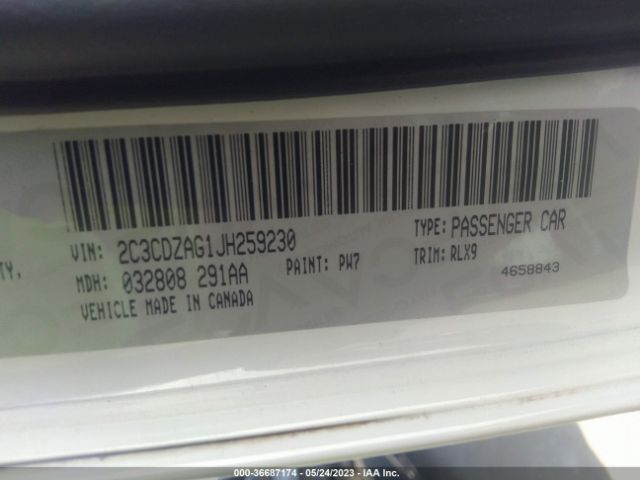 VIN: 2C3CDZAG1JH259230 TYPE: PASSENGER CAR
TY, MDH: 032808 291AA PAINT: PW7 TRIM: RLX9
VEHICLE MADE IN CANADA 4658843
000-36687174 - 05/24/2023 - IAA Inc.